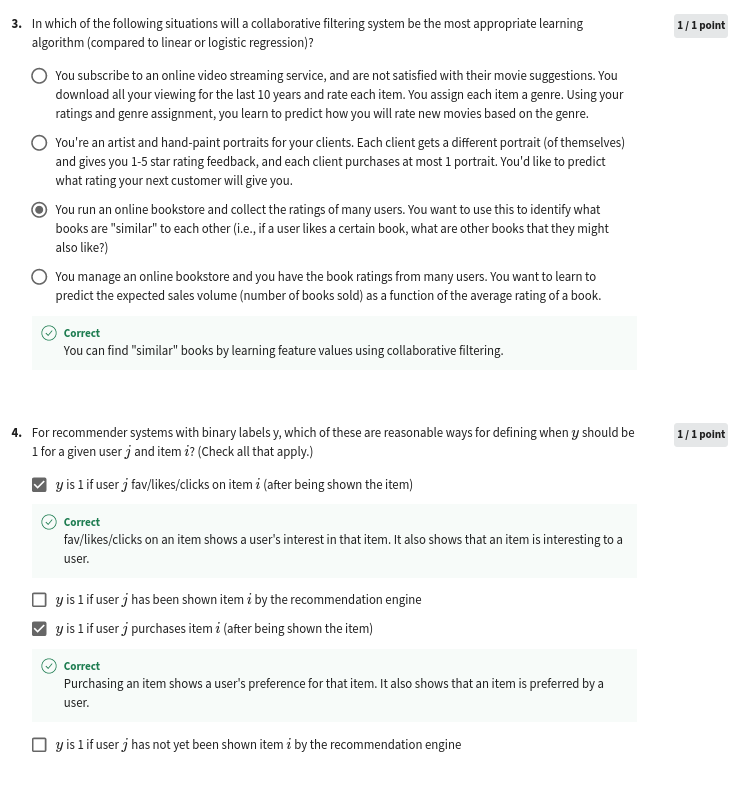 3. In which of the following situations will a collaborative filtering system be the most appropriate learning
algorithm (compared to linear or logistic regression)?
1 / 1 point
You subscribe to an online video streaming service, and are not satisfied with their movie suggestions. You
download all your viewing for the last 10 years and rate each item. You assign each item a genre. Using your
ratings and genre assignment, you learn to predict how you will rate new movies based on the genre.
You're an artist and hand-paint portraits for your clients. Each client gets a different portrait (of themselves)
and gives you 1-5 star rating feedback, and each client purchases at most 1 portrait. You'd like to predict
what rating your next customer will give you.
You run an online bookstore and collect the ratings of many users. You want to use this to identify what
books are "similar" to each other (i.e., if a user likes a certain book, what are other books that they might
also like?)
You manage an online bookstore and you have the book ratings from many users. You want to learn to
predict the expected sales volume (number of books sold) as a function of the average rating of a book.
Correct
You can find "similar" books by learning feature values using collaborative filtering.
4. For recommender systems with binary labels y, which of these are reasonable ways for defining when y should be
1 for a given user j and item i? (Check all that apply.)
1 / 1 point
y is 1 if user j fav/likes/clicks on item i (after being shown the item)
Correct
fav/likes/clicks on an item shows a user's interest in that item. It also shows that an item is interesting to a
user.
y is 1 if user j has been shown item i by the recommendation engine
y is 1 if user j purchases item i (after being shown the item)
Correct
Purchasing an item shows a user's preference for that item. It also shows that an item is preferred by a
user.
y is 1 if user j has not yet been shown item i by the recommendation engine